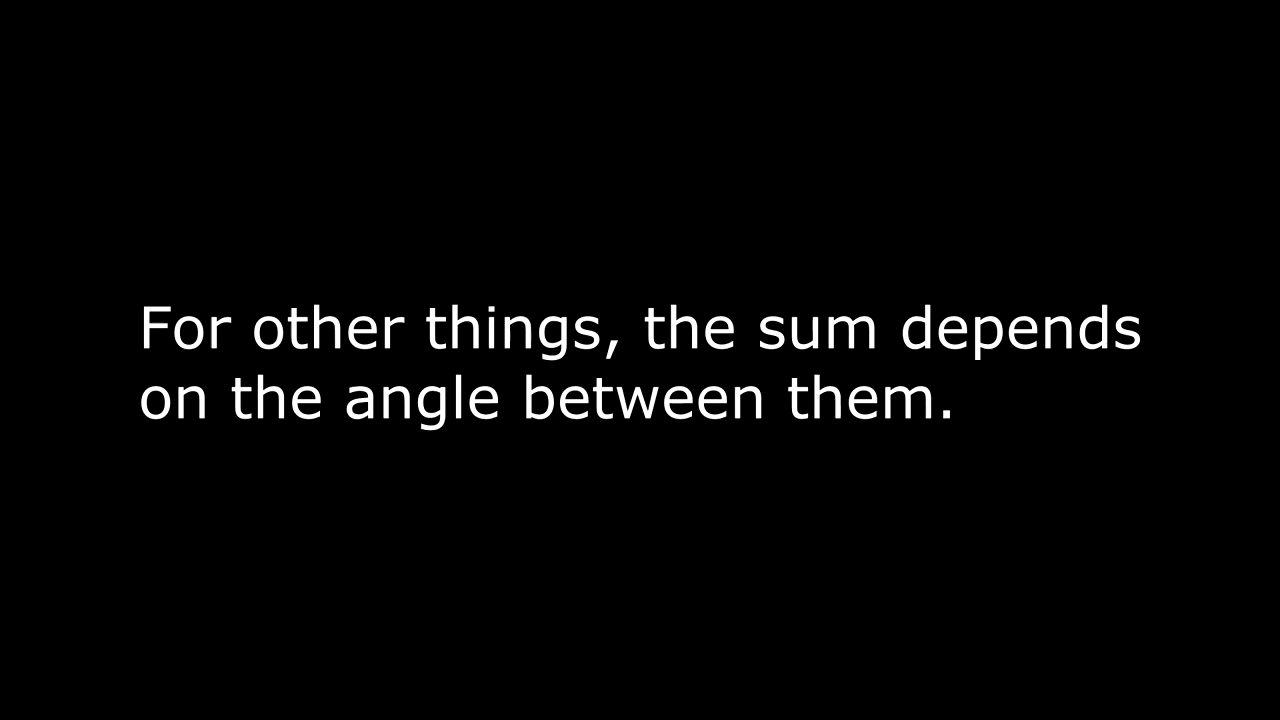 For other things, the sum depends
on the angle between them.